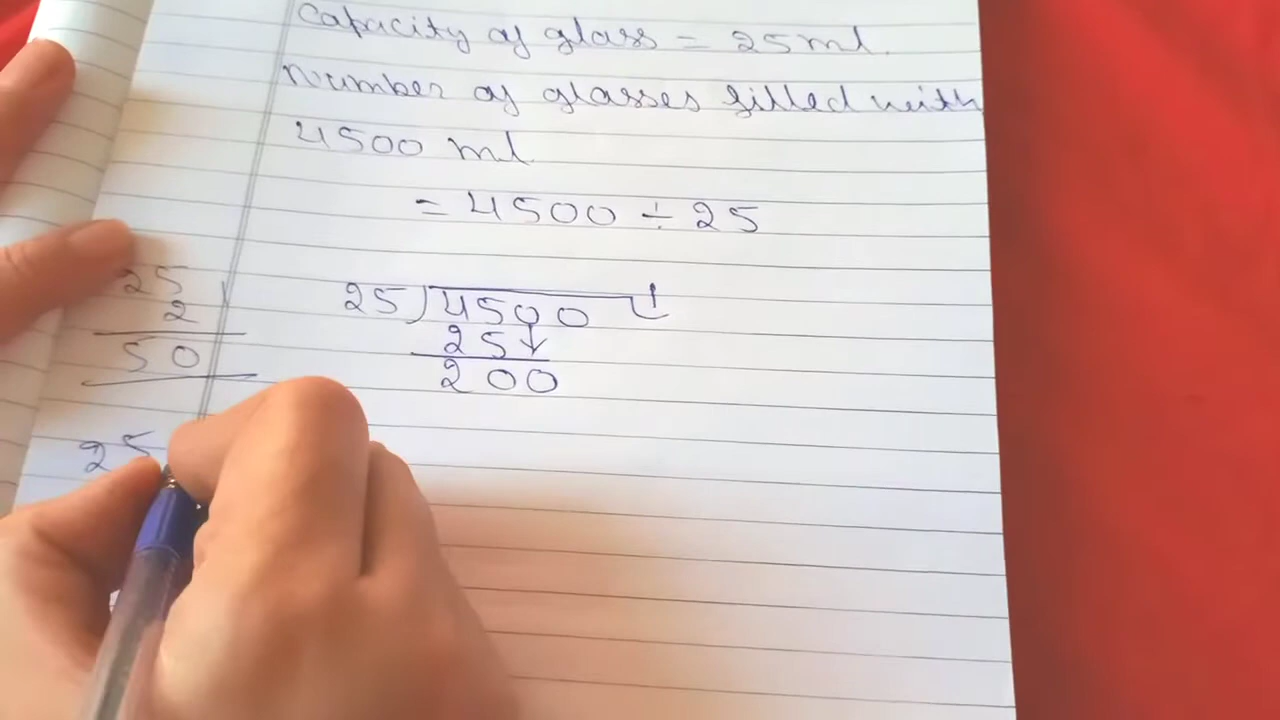 Capacity of glass = 25 ml.
Number of glasses filled with
4500 ml
= 4500 ÷ 25
25
2
50
25
1
25)4500
25↓
200